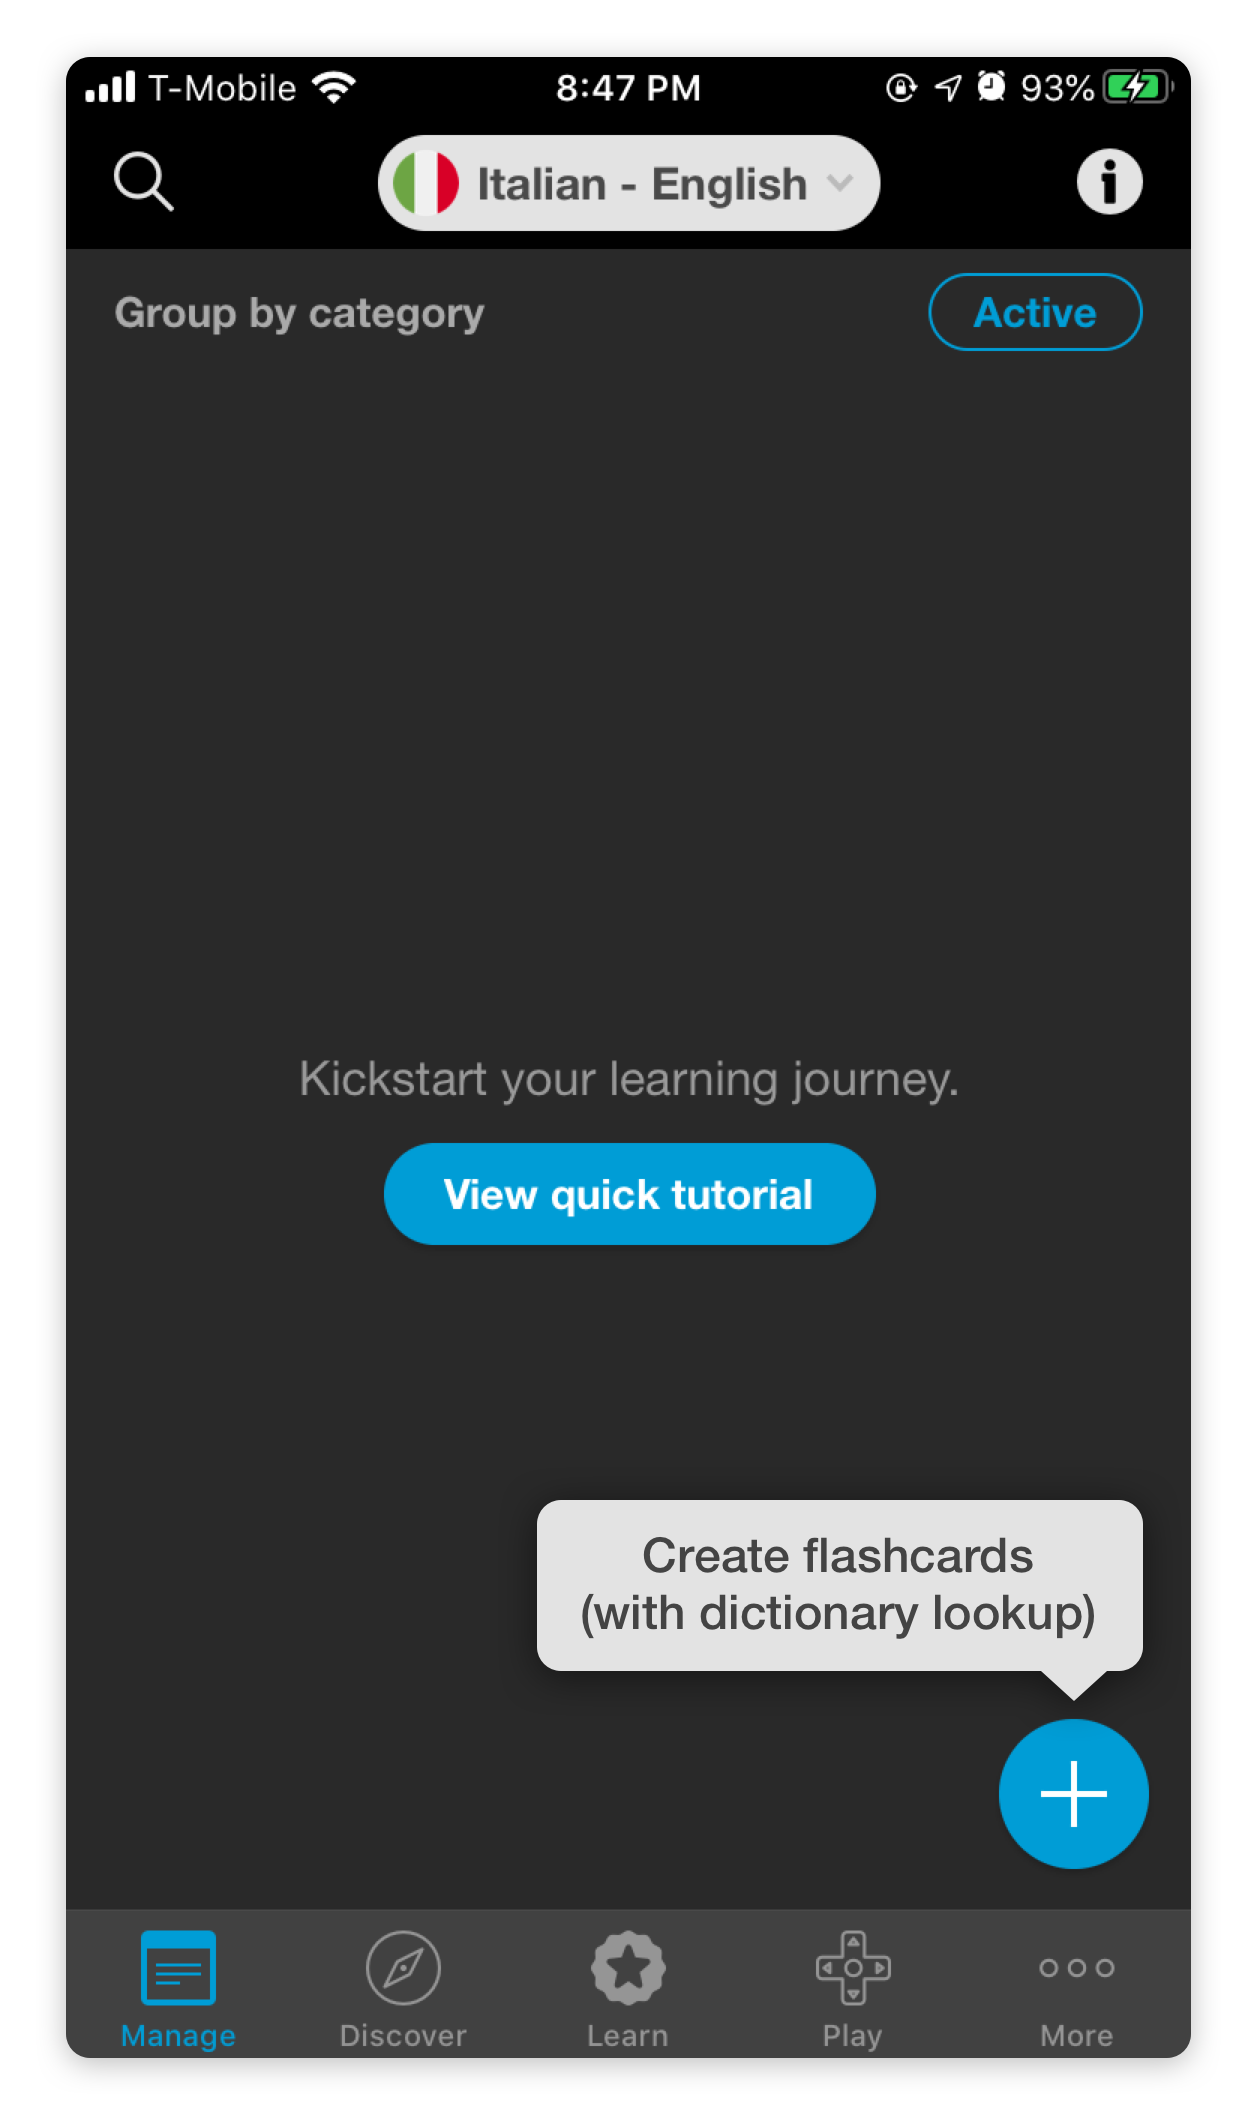 T-Mobile 8:47 PM 93%
Italian - English
Group by category Active
Kickstart your learning journey.
View quick tutorial
Create flashcards
(with dictionary lookup)
Manage Discover Learn Play More